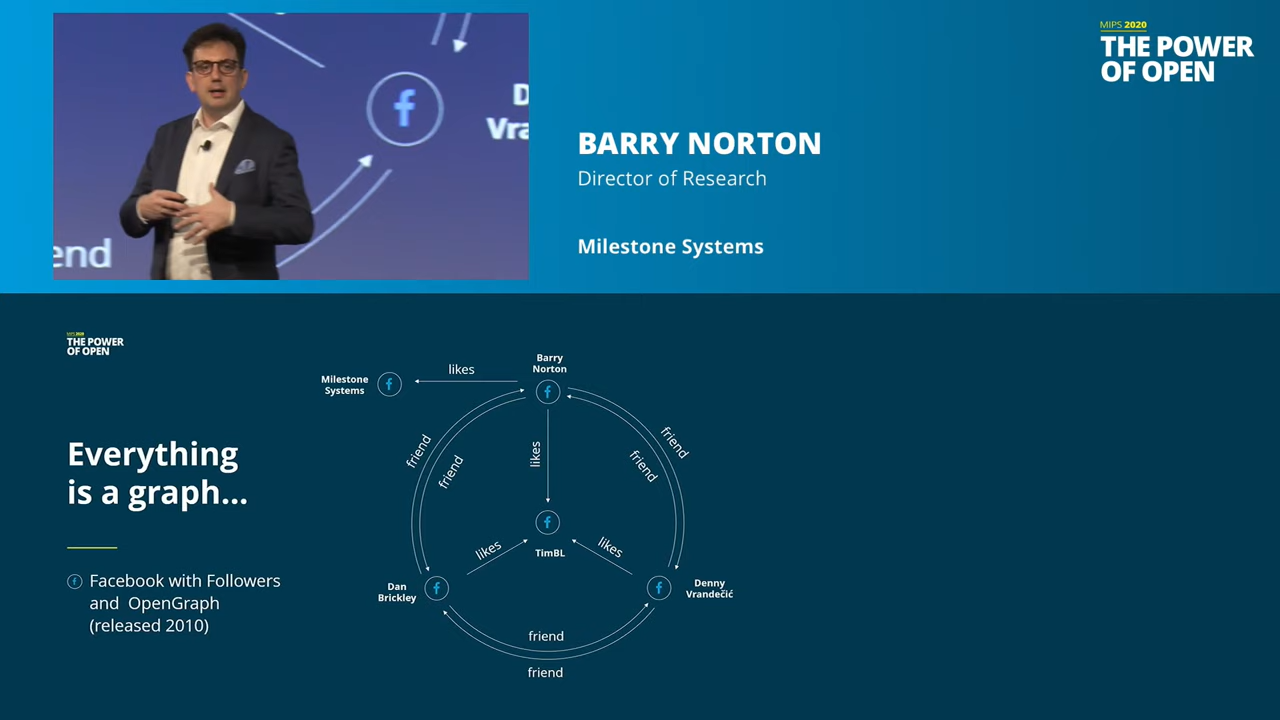 MIPS 2020
THE POWER
OF OPEN
D
Vra
end
BARRY NORTON
Director of Research
Milestone Systems
MIPS 2020
THE POWER
OF OPEN
Everything
is a graph...
Facebook with Followers
and OpenGraph
(released 2010)
Barry
Norton
Milestone
Systems
likes
friend
friend
likes
friend
friend
TimBL
likes
likes
Dan
Brickley
Denny
Vrandečić
friend
friend